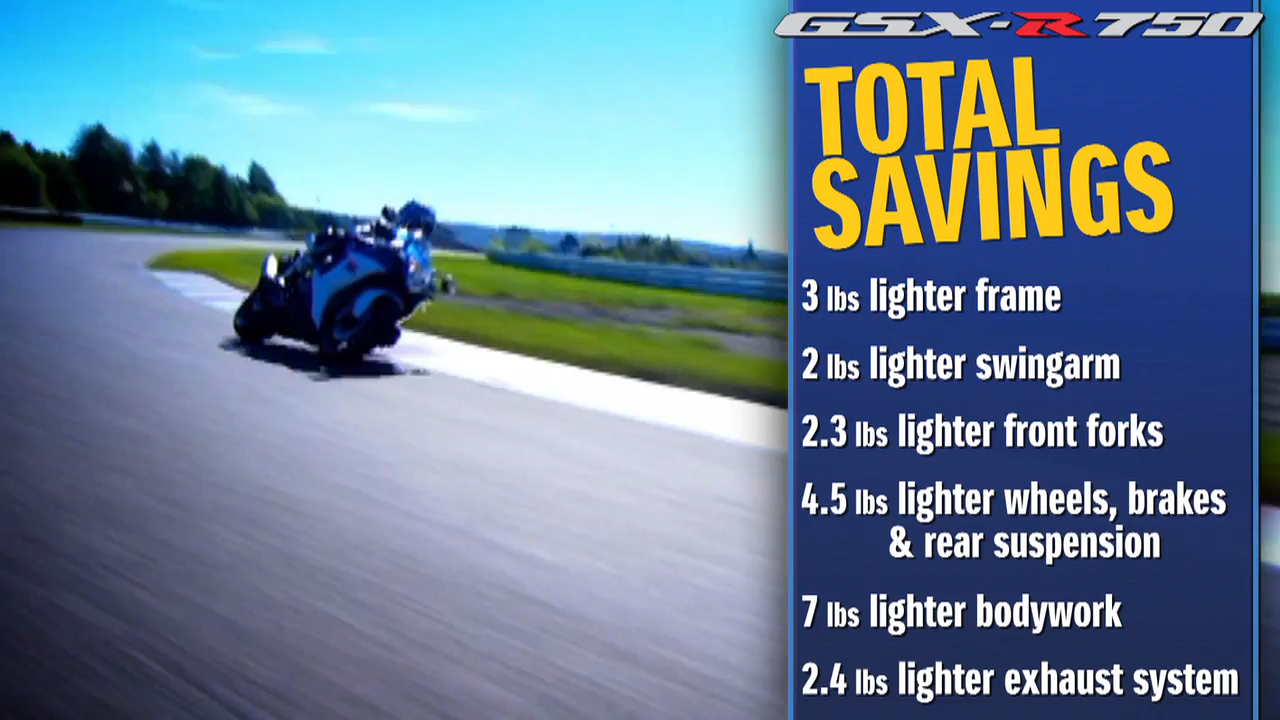 GSX-R 750
TOTAL
SAVINGS
3 lbs lighter frame
2 lbs lighter swingarm
2.3 lbs lighter front forks
4.5 lbs lighter wheels, brakes
& rear suspension
7 lbs lighter bodywork
2.4 lbs lighter exhaust system